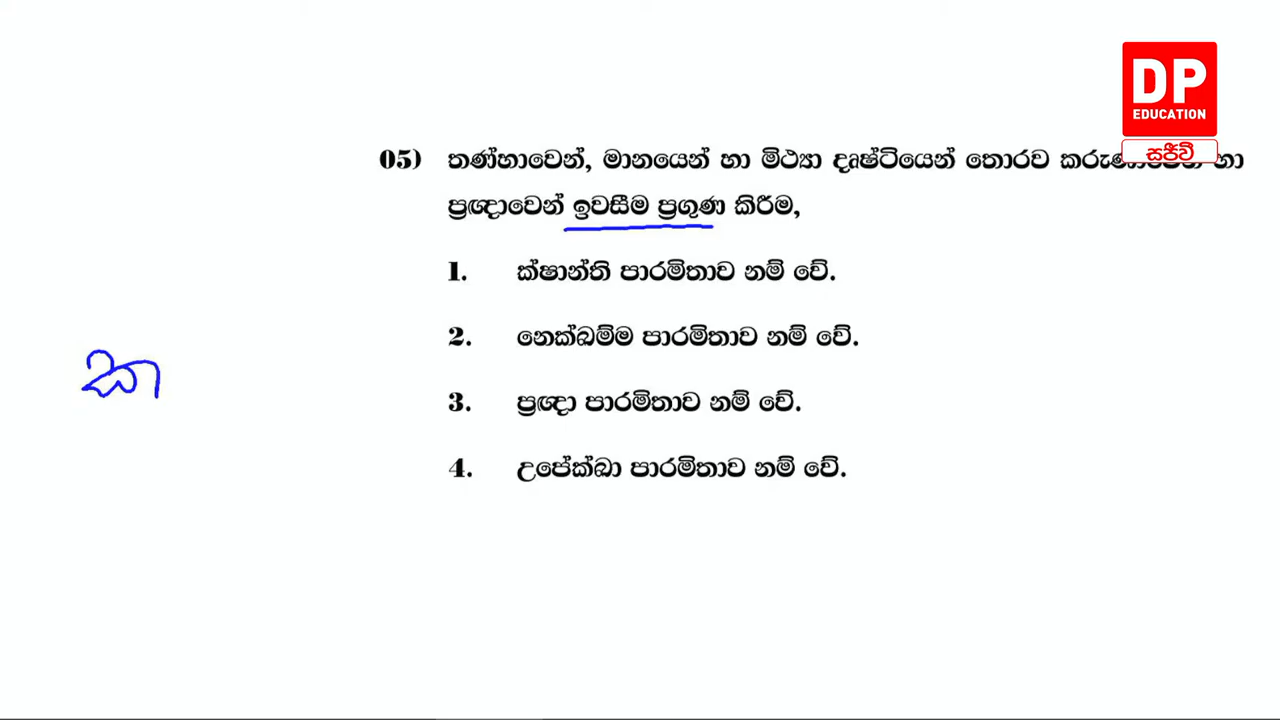 DP
EDUCATION
සජීවී
05) තණ්හාවෙන්, මානයෙන් හා මිථ්‍යා දෘෂ්ටියෙන් තොරව හා
ප්‍රඥාවෙන් ඉවසීම ප්‍රගුණ කිරීම,
1. ක්ෂාන්ති පාරමිතාව නම් වේ.
2. නෙක්ඛම්ම පාරමිතාව නම් වේ.
3. ප්‍රඥා පාරමිතාව නම් වේ.
4. උපේක්ඛා පාරමිතාව නම් වේ.